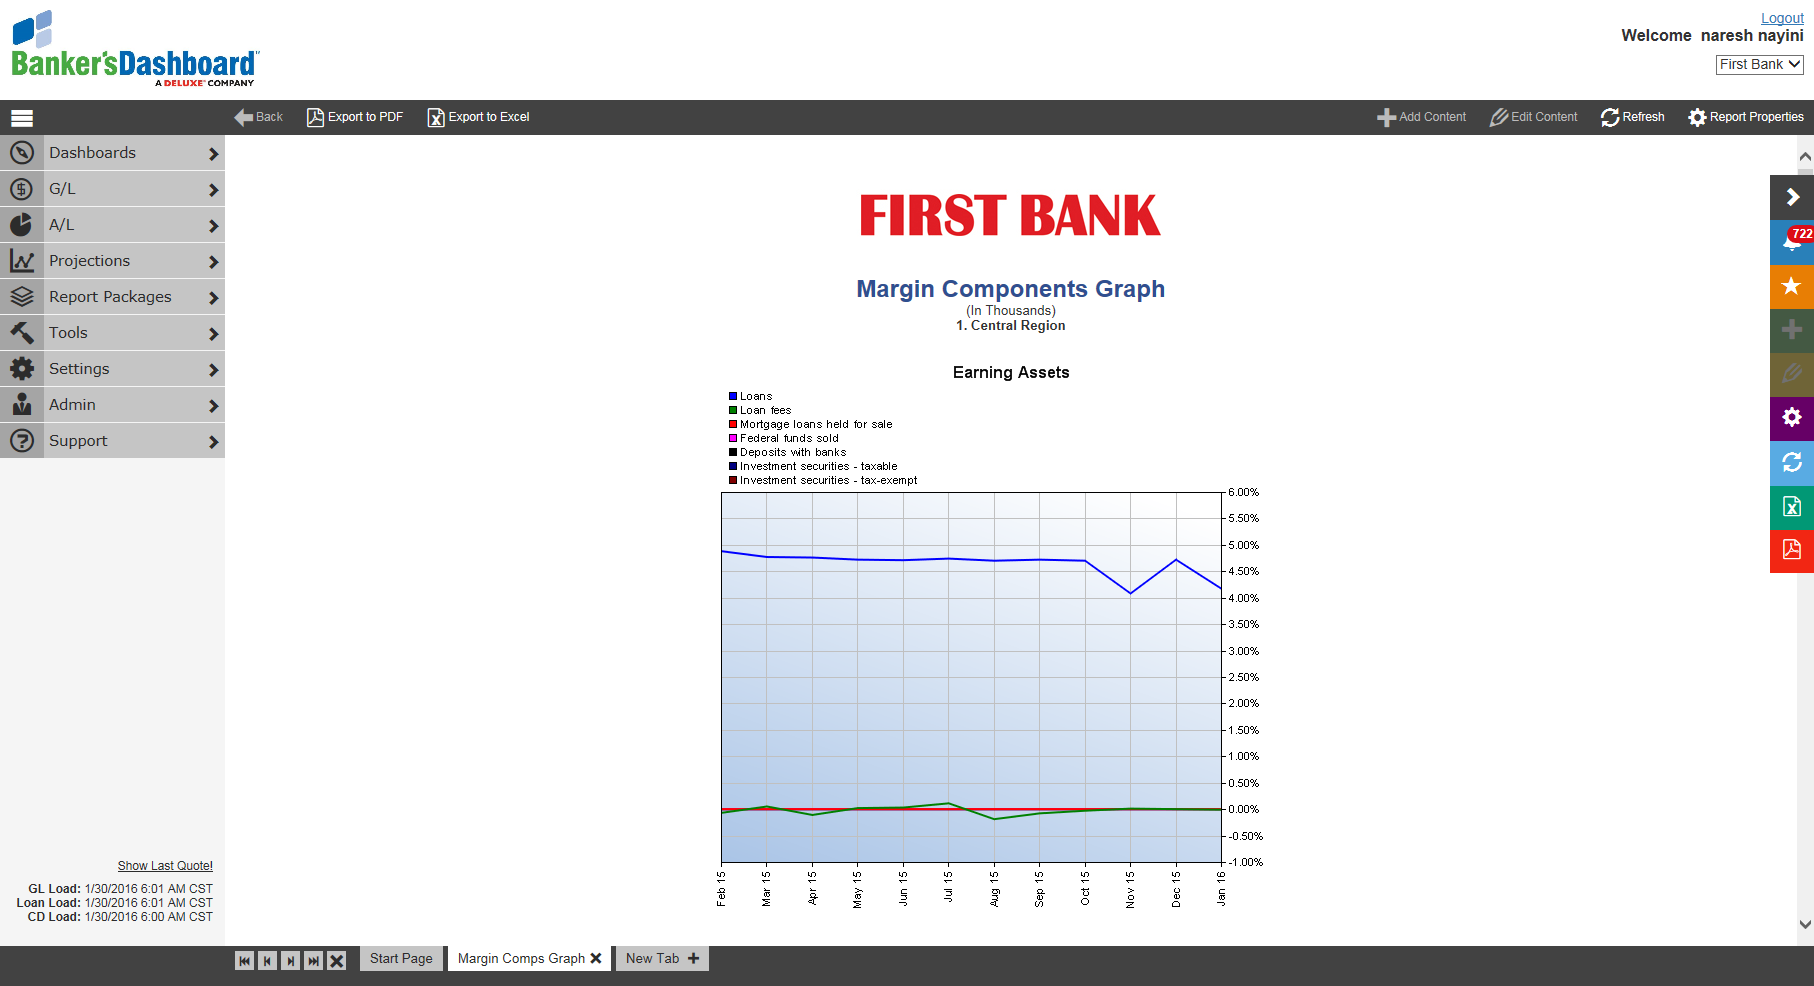 Logout
Welcome naresh nayini
First Bank
Banker'sDashboard
A DELUXE COMPANY
Back
Export to PDF
Export to Excel
Add Content
Edit Content
Refresh
Report Properties
Dashboards
G/L
A/L
Projections
Report Packages
Tools
Settings
Admin
Support
722
FIRST BANK
Margin Components Graph
(In Thousands)
1. Central Region
Earning Assets
Loans
Loan fees
Mortgage loans held for sale
Federal funds sold
Deposits with banks
Investment securities - taxable
Investment securities - tax-exempt
6.00%
5.50%
5.00%
4.50%
4.00%
3.50%
3.00%
2.50%
2.00%
1.50%
1.00%
0.50%
0.00%
-0.50%
-1.00%
Feb 15
Mar 15
Apr 15
May 15
Jun 15
Jul 15
Aug 15
Sep 15
Oct 15
Nov 15
Dec 15
Jan 16
Show Last Quote!
GL Load: 1/30/2016 6:01 AM CST
Loan Load: 1/30/2016 6:01 AM CST
CD Load: 1/30/2016 6:00 AM CST
Start Page
Margin Comps Graph
New Tab